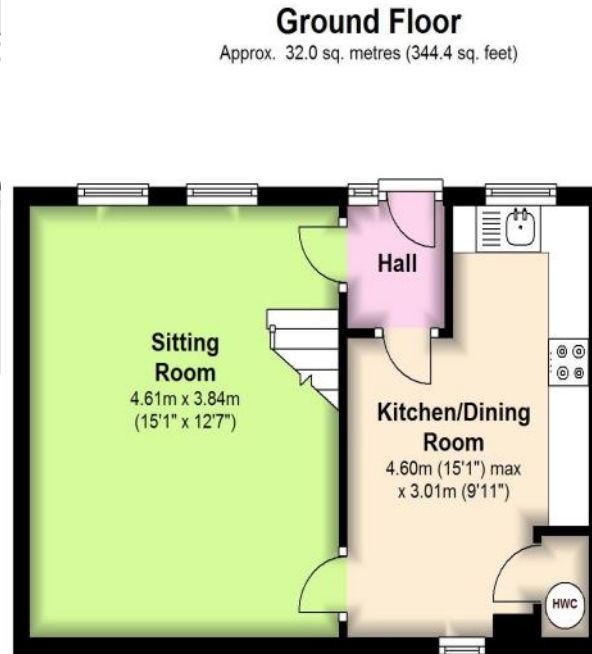 Ground Floor
Approx. 32.0 sq. metres (344.4 sq. feet)
Hall
Sitting
Room
4.61m x 3.84m
(15'1" x 12'7")
Kitchen/Dining
Room
4.60m (15'1") max
x 3.01m (9'11")
HWC